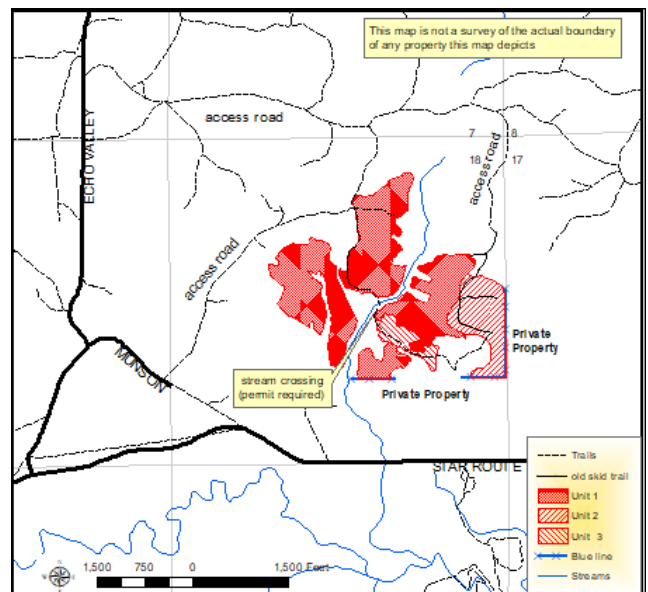 This map is not a survey of the actual boundary
of any property this map depicts
access road
7 8
18 17
access road
ECHO VALLEY
access road
Private
Property
MUNSON
stream crossing
(permit required)
Private Property
STAR ROUTE
Trails
old skid trail
Unit 1
Unit 2
Unit 3
Blue line
Streams
N
1,500 750 0 1,500 Feet